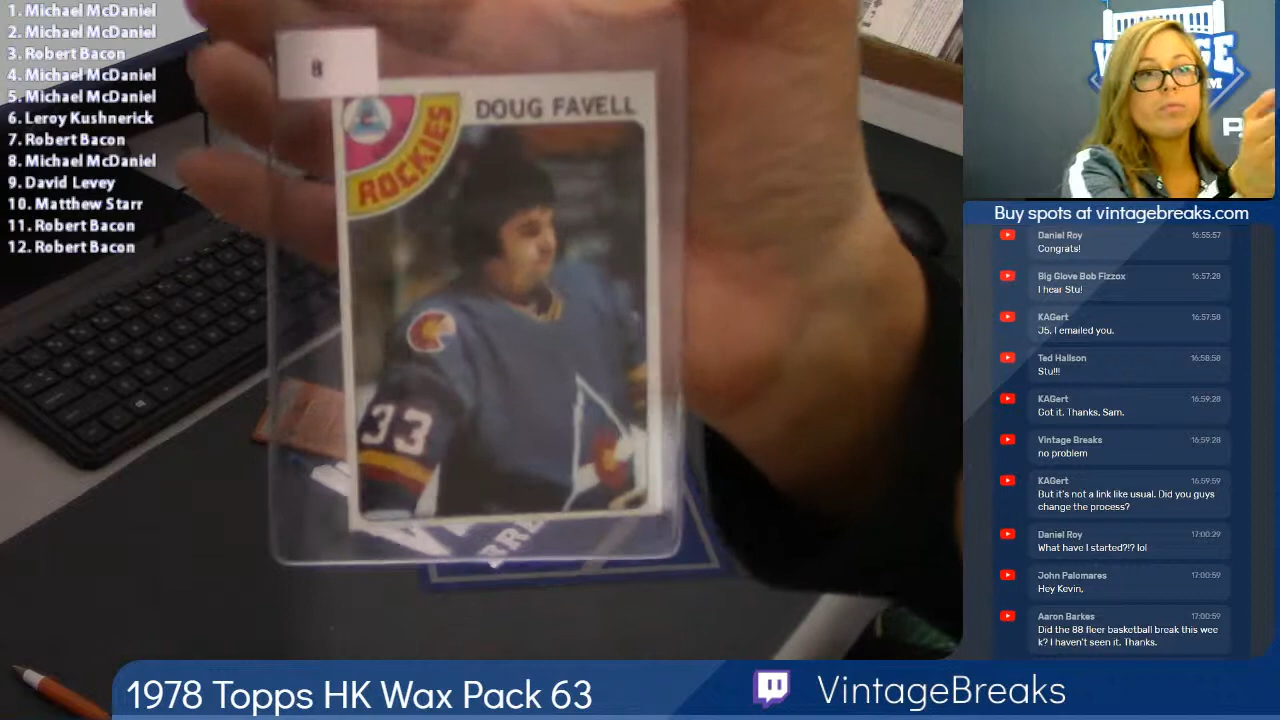 1. Michael McDaniel
2. Michael McDaniel
3. Robert Bacon
4. Michael McDaniel
5. Michael McDaniel
6. Leroy Kushnerick
7. Robert Bacon
8. Michael McDaniel
9. David Levey
10. Matthew Starr
11. Robert Bacon
12. Robert Bacon
8
DOUG FAVELL
ROCKIES
33
Buy spots at vintagebreaks.com
Daniel Roy 16:55:57
Congrats!
Big Glove Bob Fizzox 16:57:28
I hear Stu!
KAGert 16:57:58
J5, I emailed you.
Ted Hallson 16:58:58
Stu!!!
KAGert 16:59:28
Got it. Thanks, Sam.
Vintage Breaks 16:59:28
no problem
KAGert 16:59:59
But it's not a link like usual. Did you guys
change the process?
Daniel Roy 17:00:29
What have I started?!? lol
John Palomares 17:00:59
Hey Kevin,
Aaron Barkes 17:00:59
Did the 88 fleer basketball break this wee
k? I haven't seen it. Thanks.
1978 Topps HK Wax Pack 63
VintageBreaks